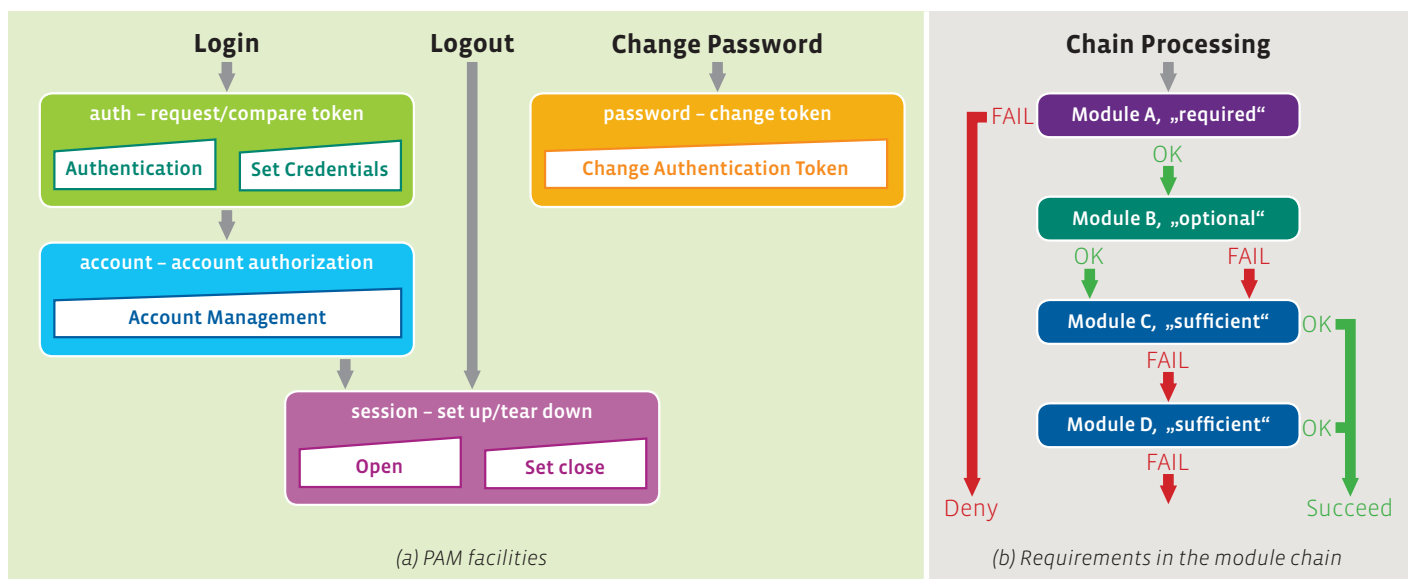 Login
Logout
Change Password
auth – request/compare token
Authentication
Set Credentials
password – change token
Change Authentication Token
account – account authorization
Account Management
session – set up/tear down
Open
Set close
(a) PAM facilities
Chain Processing
FAIL
Module A, „required“
OK
Module B, „optional“
OK
FAIL
Module C, „sufficient“
OK
FAIL
Module D, „sufficient“
OK
FAIL
Deny
Succeed
(b) Requirements in the module chain